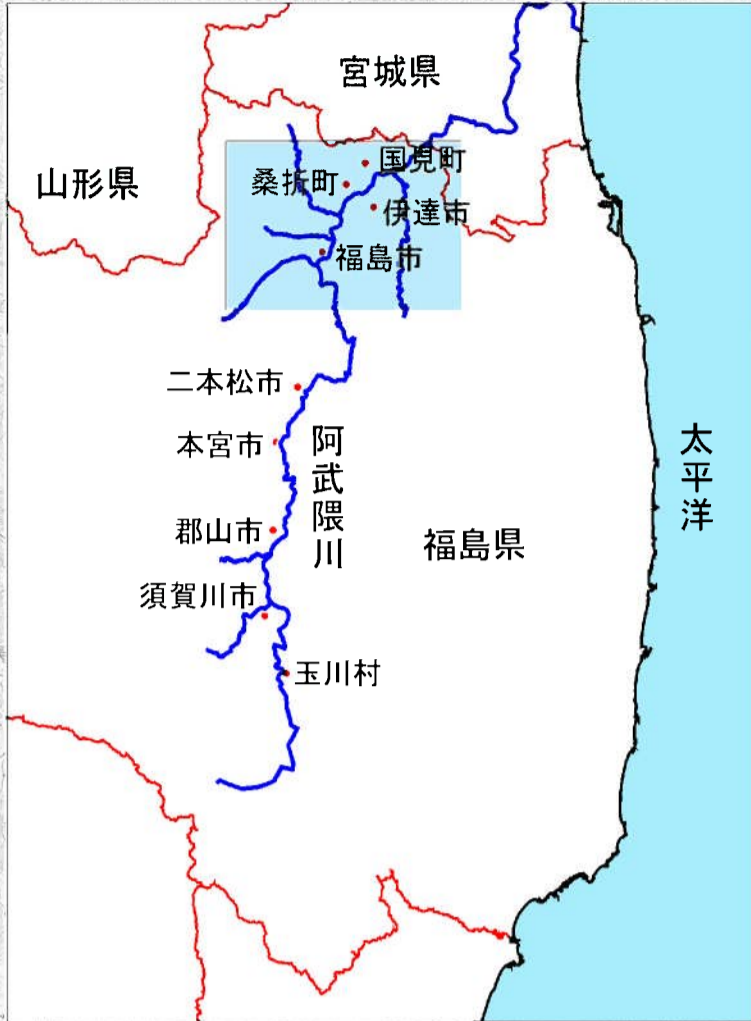 宮城県
山形県
国見町
桑折町
伊達市
福島市
二本松市
本宮市
阿武隈川
太平洋
郡山市
福島県
須賀川市
玉川村